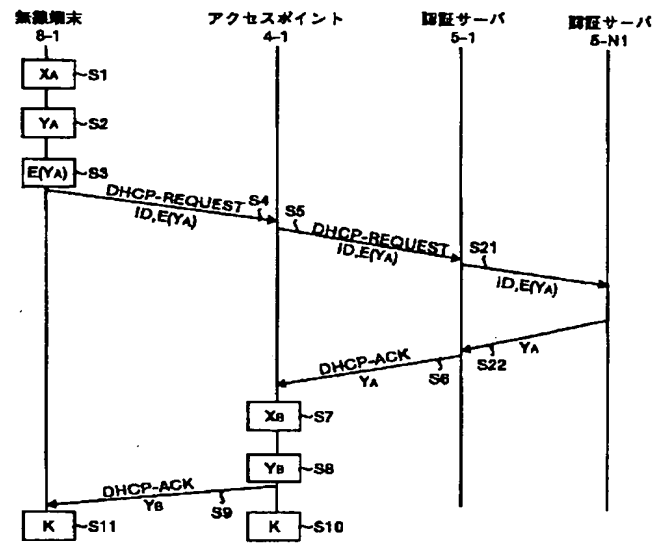 無線端末
8-1
アクセスポイント
4-1
認証サーバ
5-1
認証サーバ
5-N1
XA
S1
YA
S2
E(YA)
S3
DHCP-REQUEST
S4
ID,E(YA)
S5
DHCP-REQUEST
ID,E(YA)
S21
ID,E(YA)
YA
S22
DHCP-ACK
YA
S6
XB
S7
YB
S8
DHCP-ACK
YB
S9
K
S11
K
S10